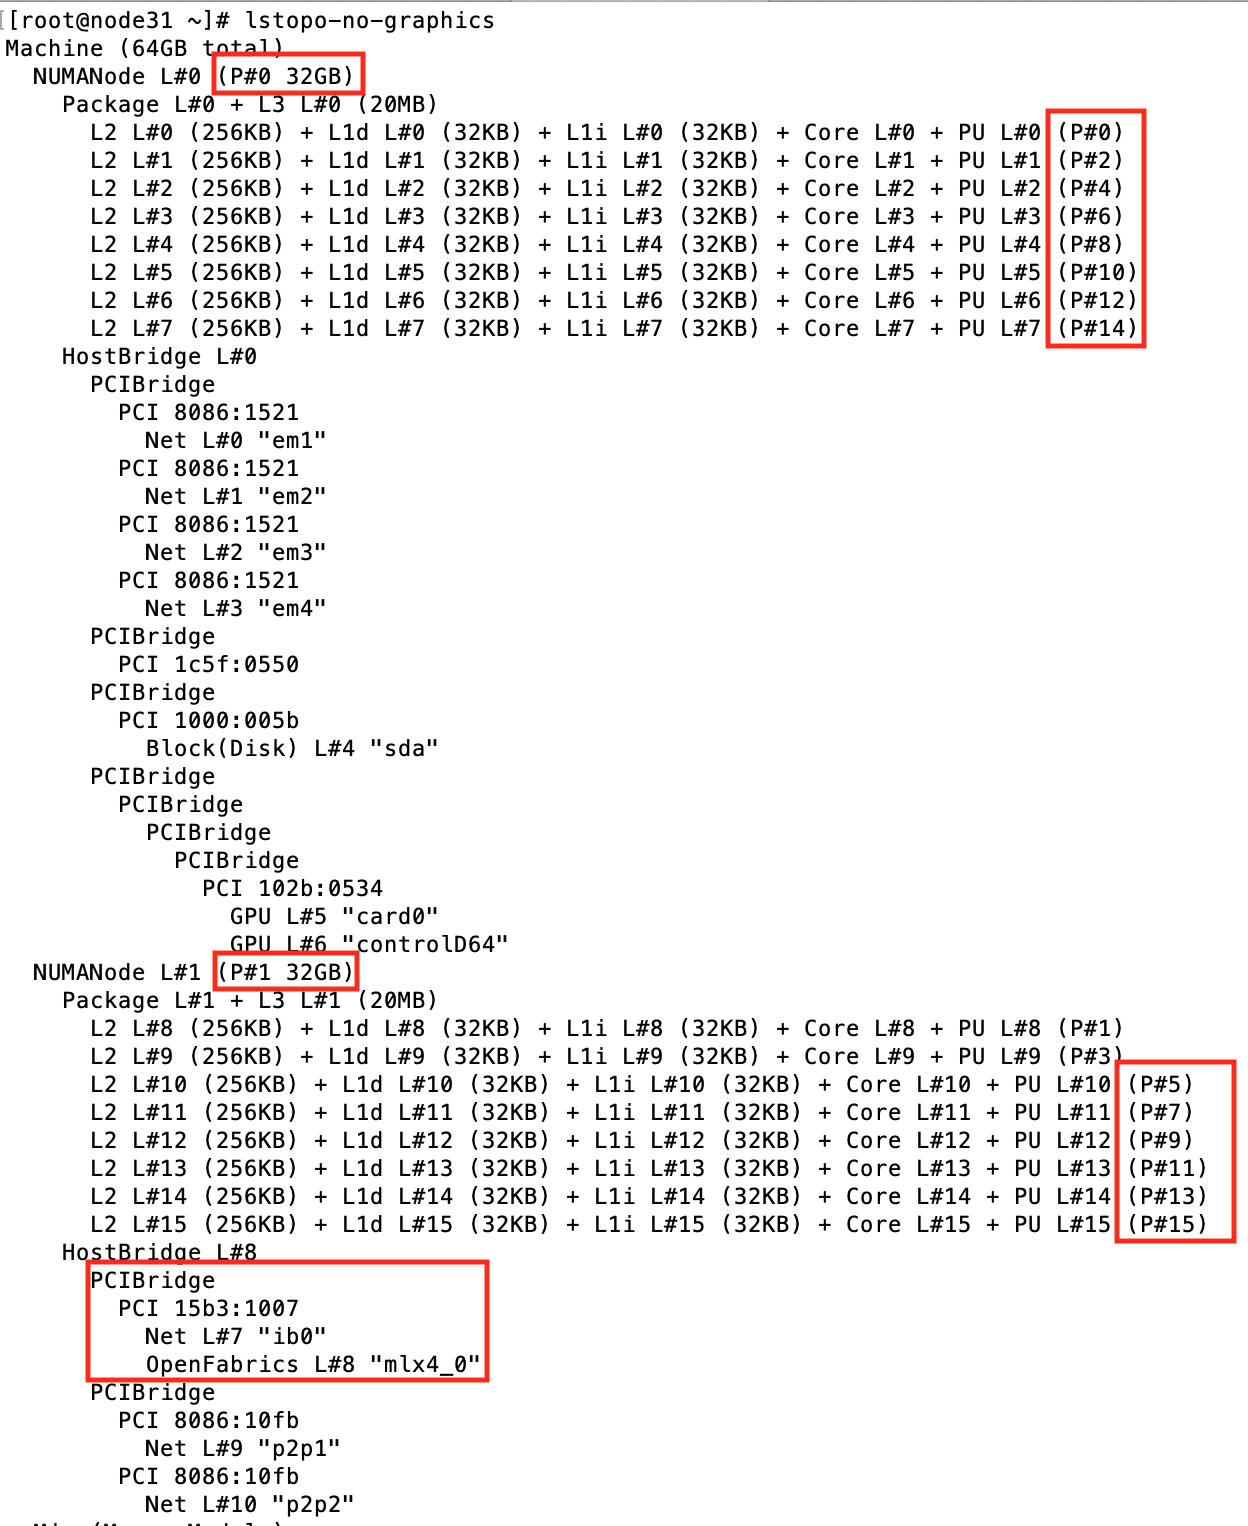 [[root@node31 ~]# lstopo-no-graphics
Machine (64GB total)
NUMANode L#0 (P#0 32GB)
Package L#0 + L3 L#0 (20MB)
L2 L#0 (256KB) + L1d L#0 (32KB) + L1i L#0 (32KB) + Core L#0 + PU L#0 (P#0)
L2 L#1 (256KB) + L1d L#1 (32KB) + L1i L#1 (32KB) + Core L#1 + PU L#1 (P#2)
L2 L#2 (256KB) + L1d L#2 (32KB) + L1i L#2 (32KB) + Core L#2 + PU L#2 (P#4)
L2 L#3 (256KB) + L1d L#3 (32KB) + L1i L#3 (32KB) + Core L#3 + PU L#3 (P#6)
L2 L#4 (256KB) + L1d L#4 (32KB) + L1i L#4 (32KB) + Core L#4 + PU L#4 (P#8)
L2 L#5 (256KB) + L1d L#5 (32KB) + L1i L#5 (32KB) + Core L#5 + PU L#5 (P#10)
L2 L#6 (256KB) + L1d L#6 (32KB) + L1i L#6 (32KB) + Core L#6 + PU L#6 (P#12)
L2 L#7 (256KB) + L1d L#7 (32KB) + L1i L#7 (32KB) + Core L#7 + PU L#7 (P#14)
HostBridge L#0
PCIBridge
PCI 8086:1521
Net L#0 "em1"
PCI 8086:1521
Net L#1 "em2"
PCI 8086:1521
Net L#2 "em3"
PCI 8086:1521
Net L#3 "em4"
PCIBridge
PCI 1c5f:0550
PCIBridge
PCI 1000:005b
Block(Disk) L#4 "sda"
PCIBridge
PCIBridge
PCIBridge
PCIBridge
PCI 102b:0534
GPU L#5 "card0"
GPU L#6 "controlD64"
NUMANode L#1 (P#1 32GB)
Package L#1 + L3 L#1 (20MB)
L2 L#8 (256KB) + L1d L#8 (32KB) + L1i L#8 (32KB) + Core L#8 + PU L#8 (P#1)
L2 L#9 (256KB) + L1d L#9 (32KB) + L1i L#9 (32KB) + Core L#9 + PU L#9 (P#3)
L2 L#10 (256KB) + L1d L#10 (32KB) + L1i L#10 (32KB) + Core L#10 + PU L#10 (P#5)
L2 L#11 (256KB) + L1d L#11 (32KB) + L1i L#11 (32KB) + Core L#11 + PU L#11 (P#7)
L2 L#12 (256KB) + L1d L#12 (32KB) + L1i L#12 (32KB) + Core L#12 + PU L#12 (P#9)
L2 L#13 (256KB) + L1d L#13 (32KB) + L1i L#13 (32KB) + Core L#13 + PU L#13 (P#11)
L2 L#14 (256KB) + L1d L#14 (32KB) + L1i L#14 (32KB) + Core L#14 + PU L#14 (P#13)
L2 L#15 (256KB) + L1d L#15 (32KB) + L1i L#15 (32KB) + Core L#15 + PU L#15 (P#15)
HostBridge L#8
PCIBridge
PCI 15b3:1007
Net L#7 "ib0"
OpenFabrics L#8 "mlx4_0"
PCIBridge
PCI 8086:10fb
Net L#9 "p2p1"
PCI 8086:10fb
Net L#10 "p2p2"